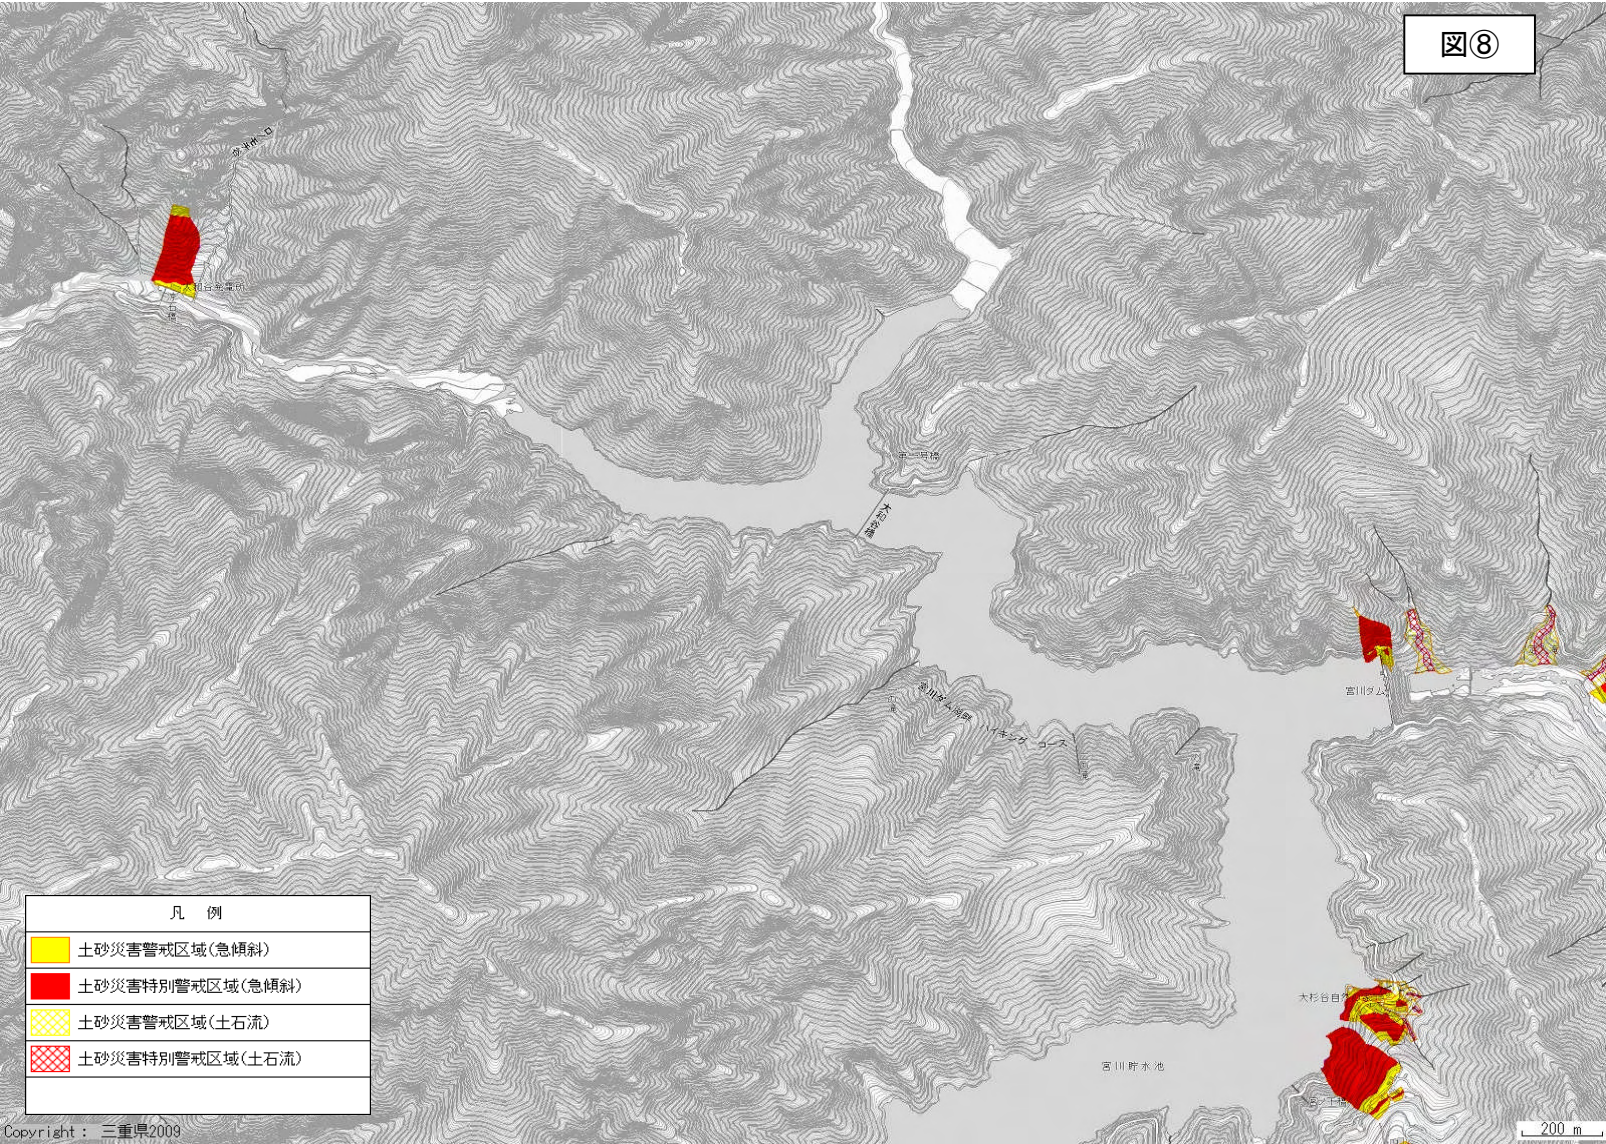 図⑧
大和谷発電所
第一号橋
大和谷橋
宮川ダム
宮川ダム湖畔ハイキングコース
大杉谷自然
宮川貯水池
凡 例
土砂災害警戒区域(急傾斜)
土砂災害特別警戒区域(急傾斜)
土砂災害警戒区域(土石流)
土砂災害特別警戒区域(土石流)
Copyright : 三重県2009
200 m